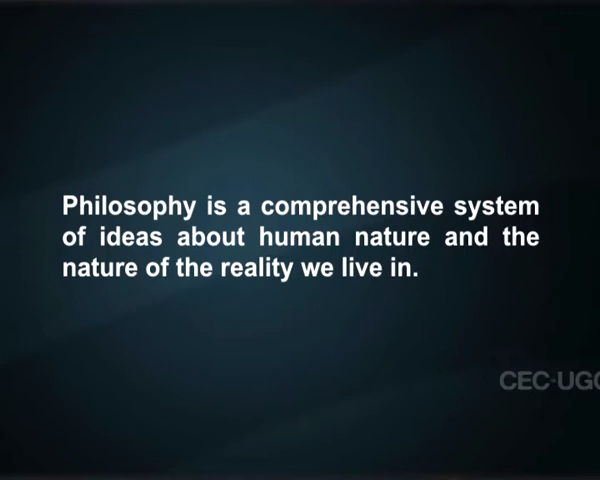 Philosophy is a comprehensive system
of ideas about human nature and the
nature of the reality we live in.
CEC-UGC